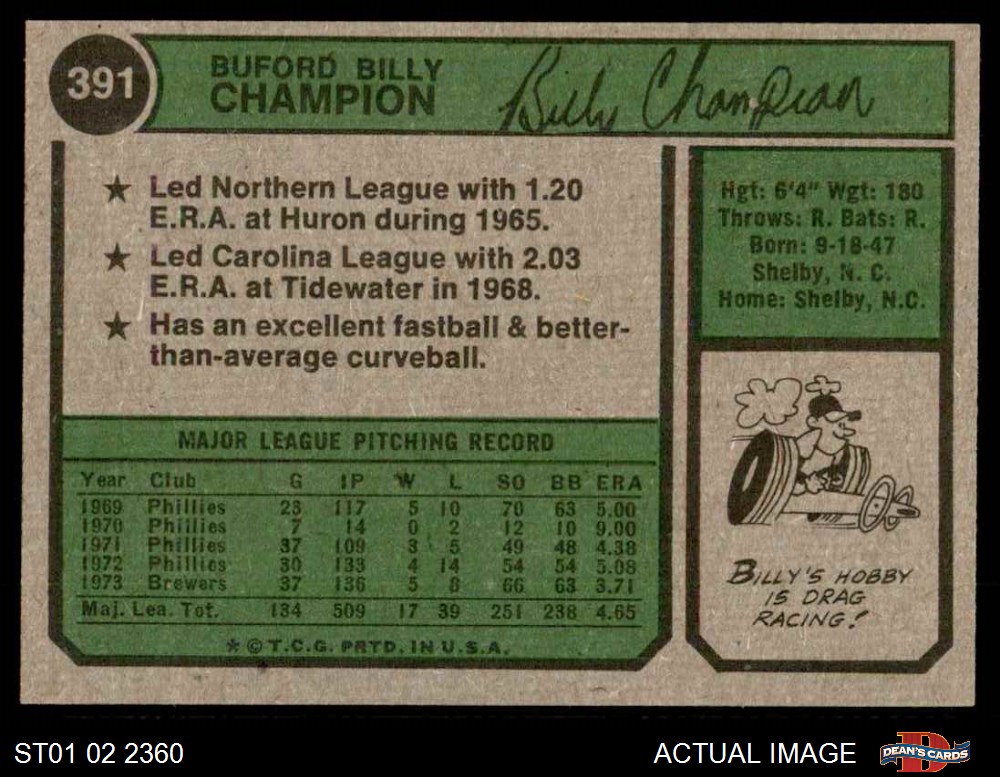 391
BUFORD BILLY
CHAMPION
Billy Champion
★ Led Northern League with 1.20
E.R.A. at Huron during 1965.
★ Led Carolina League with 2.03
E.R.A. at Tidewater in 1968.
★ Has an excellent fastball & better-
than-average curveball.
Hgt: 6'4" Wgt: 180
Throws: R. Bats: R.
Born: 9-18-47
Shelby, N. C.
Home: Shelby, N.C.
MAJOR LEAGUE PITCHING RECORD
Year Club G IP W L SO BB ERA
1969 Phillies 23 117 5 10 70 63 5.00
1970 Phillies 7 14 0 2 12 10 9.00
1971 Phillies 37 109 3 5 49 48 4.38
1972 Phillies 30 133 4 14 54 54 5.08
1973 Brewers 37 136 5 8 66 63 3.71
Maj. Lea. Tot. 134 509 17 39 251 238 4.65
* © T.C.G. PRTD. IN U.S.A.
BILLY'S HOBBY
IS DRAG
RACING!
ST01 02 2360
ACTUAL IMAGE
DEAN'S CARDS